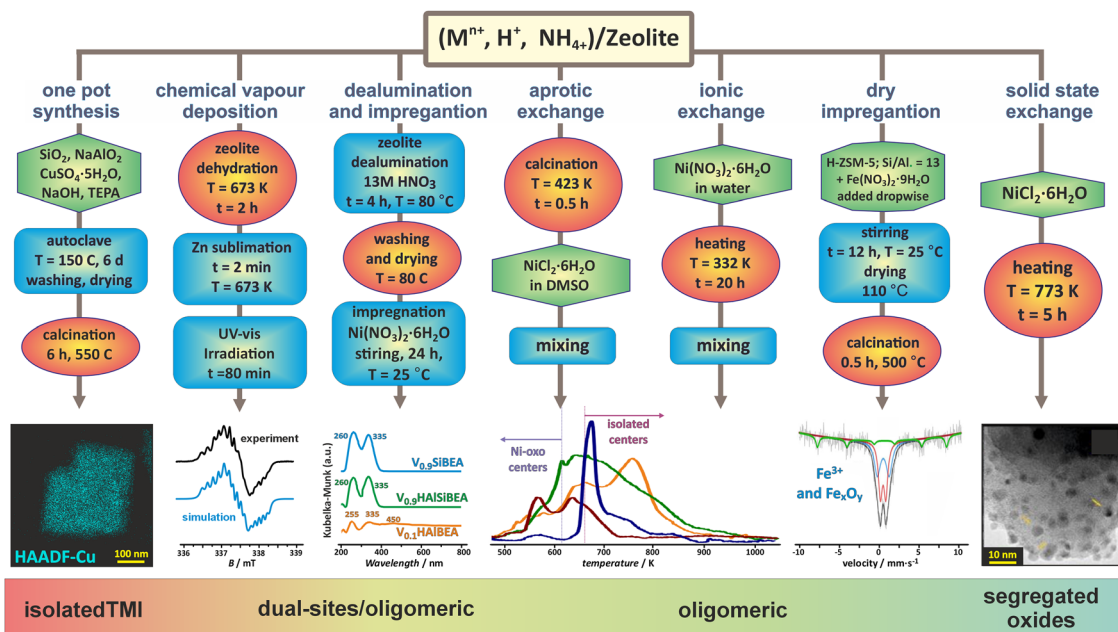 (Mⁿ⁺, H⁺, NH₄₊)/Zeolite
one pot
synthesis
SiO₂, NaAlO₂
CuSO₄·5H₂O,
NaOH, TEPA
autoclave
T = 150 C, 6 d
washing, drying
calcination
6 h, 550 C
HAADF-Cu
100 nm
chemical vapour
deposition
zeolite
dehydration
T = 673 K
t = 2 h
Zn sublimation
t = 2 min
T = 673 K
UV-vis
Irradiation
t =80 min
experiment
simulation
336 337 338 339
B / mT
dealumination
and impregantion
zeolite
dealumination
13M HNO₃
t = 4 h, T = 80 °C
washing
and drying
T = 80 C
impregnation
Ni(NO₃)₂·6H₂O
stiring, 24 h,
T = 25 °C
Kubelka-Munk (a.u.)
260 335
V₀.₉SiBEA
260 335
V₀.₉HAlSiBEA
255 335 450
V₀.₁HAlBEA
200 400 600 800
Wavelength / nm
aprotic
exchange
calcination
T = 423 K
t = 0.5 h
NiCl₂·6H₂O
in DMSO
mixing
ionic
exchange
Ni(NO₃)₂·6H₂O
in water
heating
T = 332 K
t = 20 h
mixing
isolated
centers
Ni-oxo
centers
500 600 700 800 900 1000
temperature / K
dry
impregantion
H-ZSM-5; Si/Al. = 13
+ Fe(NO₃)₂·9H₂O
added dropwise
stirring
t = 12 h, T = 25 °C
drying
110 °C
calcination
0.5 h, 500 °C
Fe³⁺
and FeₓOᵧ
-10 -5 0 5 10
velocity / mm·s⁻¹
solid state
exchange
NiCl₂·6H₂O
heating
T = 773 K
t = 5 h
10 nm
isolatedTMI
dual-sites/oligomeric
oligomeric
segregated
oxides